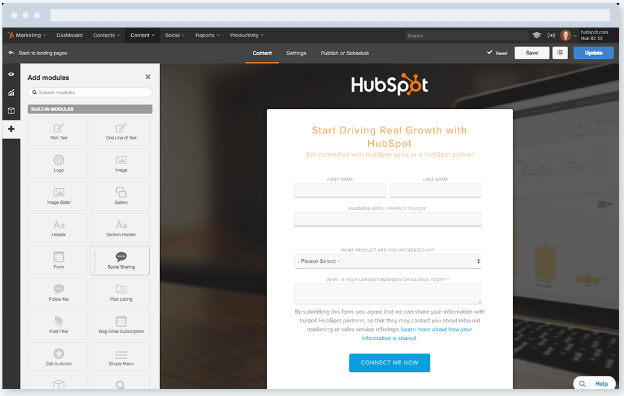 Marketing Dashboard Contacts Content Social Reports Productivity Search hubspot.com
Hub ID: 53
Back to landing pages Content Settings Publish or Schedule Saved Save Update
Add modules
Search modules
BUILT-IN MODULES
Rich Text One Line of Text
Logo Image
Image Slider Gallery
Header Section Header
Form Social Sharing
Follow Me Post Listing
Post Filter Blog Email Subscription
Call-to-Action Simple Menu
HubSpot
Start Driving Real Growth with
HubSpot
Get connected with HubSpot sales or a HubSpot partner
FIRST NAME LAST NAME
BUSINESS EMAIL ( PRIVACY POLICY)*
WHAT PRODUCT ARE YOU INTERESTED IN?*
- Please Select -
WHAT IS YOUR LARGEST BUSINESS CHALLENGE TODAY?*
By submitting this form, you agree that we can share your information with
trusted HubSpot partners, so that they may contact you about inbound
marketing or sales service offerings. Learn more about how your
information is shared.
CONNECT ME NOW
Help